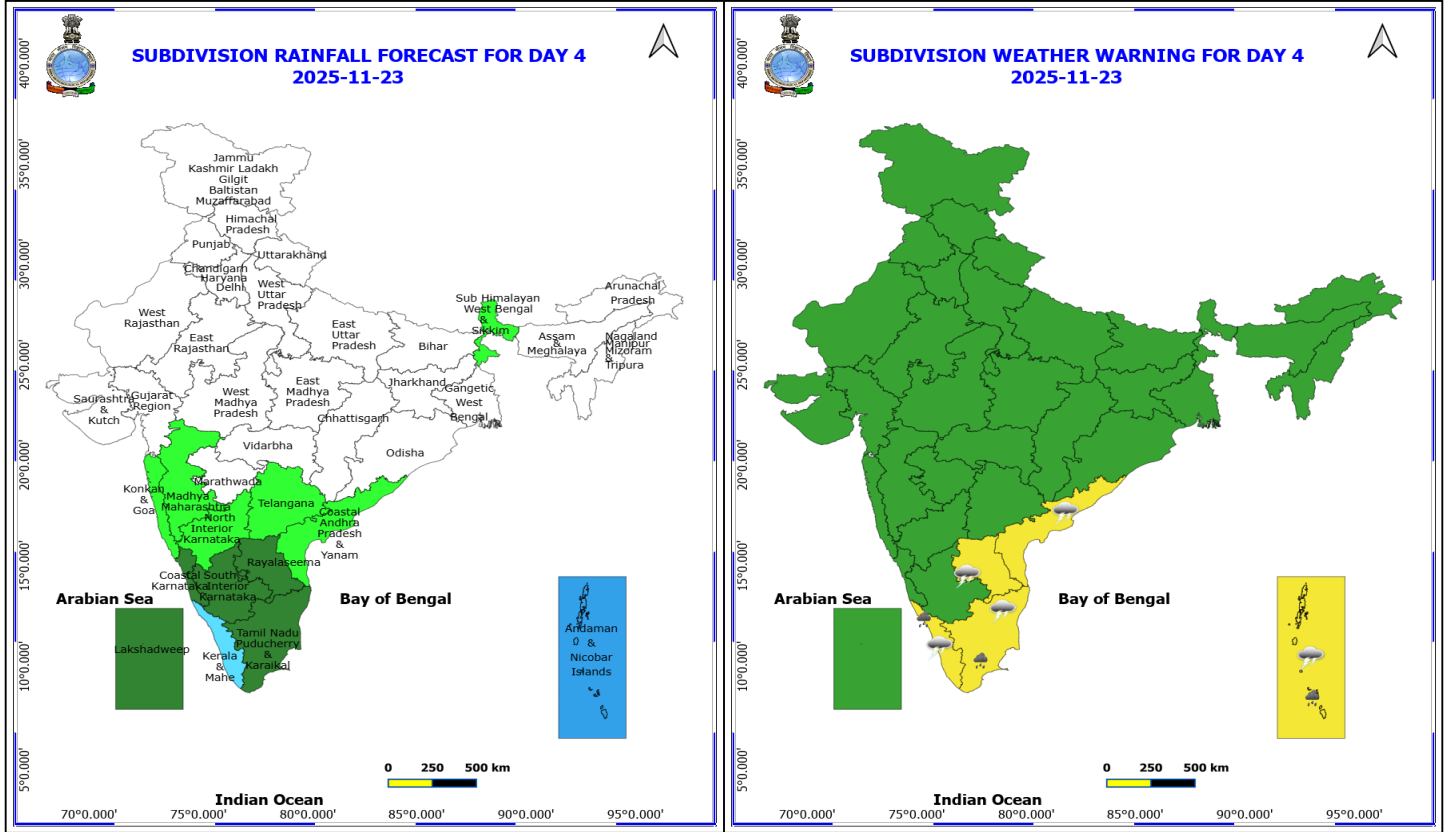 SUBDIVISION RAINFALL FORECAST FOR DAY 4
2025-11-23
40°0.000'
35°0.000'
30°0.000'
25°0.000'
20°0.000'
15°0.000'
10°0.000'
5°0.000'
Jammu
Kashmir Ladakh
Gilgit
Baltistan
Muzaffarabad
Himachal
Pradesh
Punjab
Uttarakhand
Chandigarh
Haryana
Delhi
West
Uttar
Pradesh
Arunachal
Pradesh
Sub Himalayan
West Bengal
&
Sikkim
West
Rajasthan
East
Rajasthan
East
Uttar
Pradesh
Bihar
Assam
&
Meghalaya
Nagaland
Manipur
Mizoram
&
Tripura
Saurashtra
&
Kutch
Gujarat
Region
West
Madhya
Pradesh
East
Madhya
Pradesh
Jharkhand
Gangetic
West
Bengal
Chhattisgarh
Vidarbha
Odisha
Konkan
&
Goa
Madhya
Maharashtra
Marathwada
North
Interior
Karnataka
Telangana
Coastal
Andhra
Pradesh
&
Yanam
Rayalaseema
Coastal
Karnataka
South
Interior
Karnataka
Arabian Sea
Bay of Bengal
Lakshadweep
Kerala
&
Mahe
Tamil Nadu
Puducherry
&
Karaikal
Andaman
&
Nicobar
Islands
0 250 500 km
Indian Ocean
70°0.000' 75°0.000' 80°0.000' 85°0.000' 90°0.000' 95°0.000'
SUBDIVISION WEATHER WARNING FOR DAY 4
2025-11-23
40°0.000'
35°0.000'
30°0.000'
25°0.000'
20°0.000'
15°0.000'
10°0.000'
5°0.000'
Arabian Sea
Bay of Bengal
0 250 500 km
Indian Ocean
70°0.000' 75°0.000' 80°0.000' 85°0.000' 90°0.000' 95°0.000'